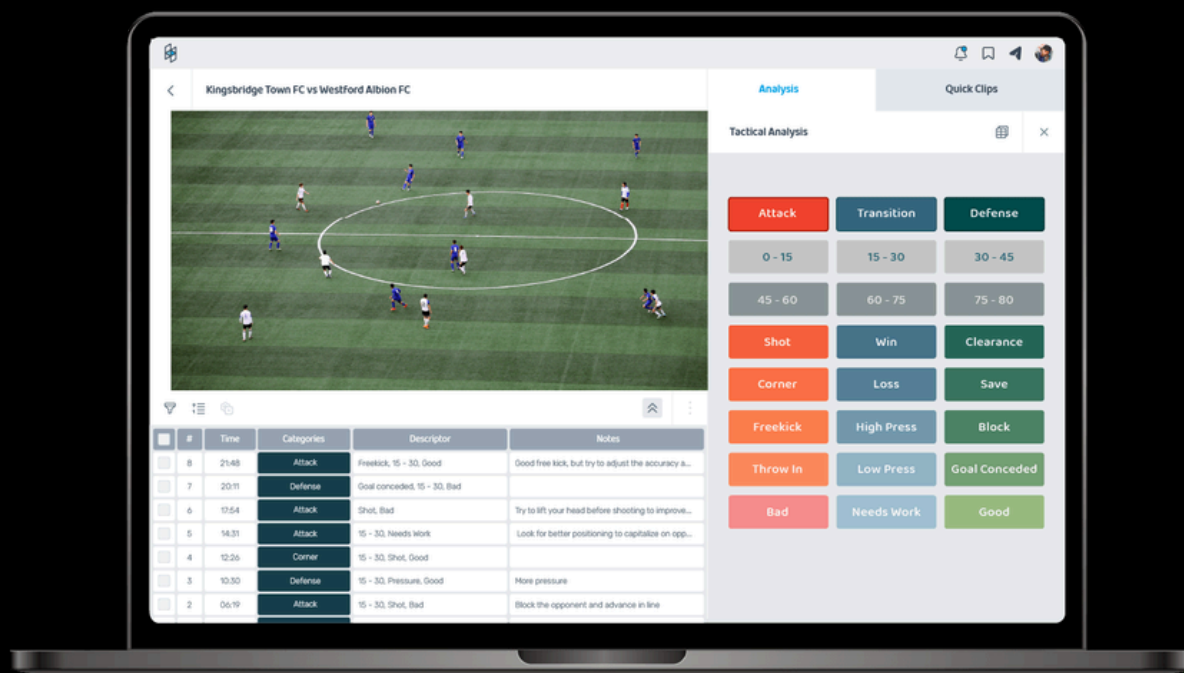 Kingsbridge Town FC vs Westford Albion FC
Analysis
Quick Clips
Tactical Analysis
Attack Transition Defense
0 - 15 15 - 30 30 - 45
45 - 60 60 - 75 75 - 80
Shot Win Clearance
Corner Loss Save
Freekick High Press Block
Throw In Low Press Goal Conceded
Bad Needs Work Good
# Time Categories Descriptor Notes
8 21:48 Attack Freekick, 15 - 30, Good Good free kick, but try to adjust the accuracy a...
7 20:11 Defense Goal conceded, 15 - 30, Bad
6 17:54 Attack Shot, Bad Try to lift your head before shooting to improve...
5 14.31 Attack 15 - 30, Needs Work Look for better positioning to capitalize on opp...
4 12:26 Corner 15 - 30, Shot, Good
3 10:30 Defense 15 - 30, Pressure, Good More pressure
2 06:19 Attack 15 - 30, Shot, Bad Block the opponent and advance in line